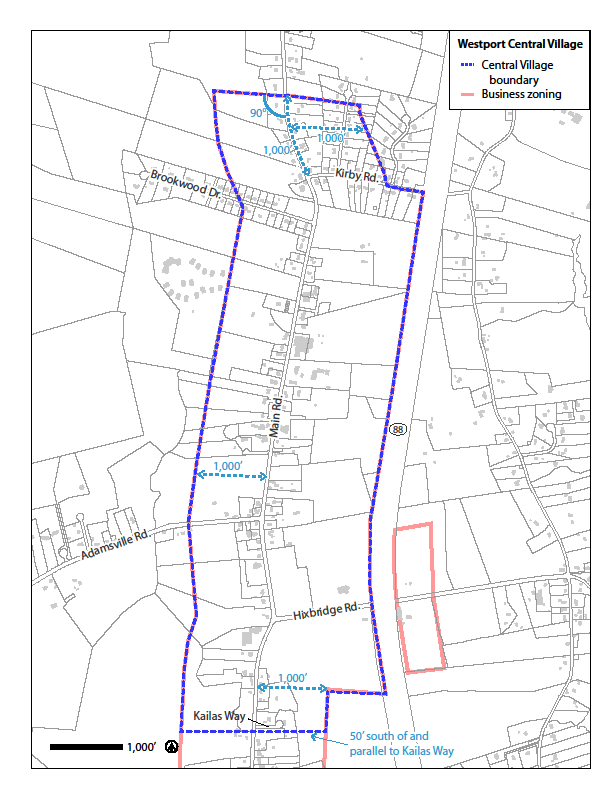 Westport Central Village
Central Village
boundary
Business zoning
90°
1,000'
1,000'
Kirby Rd.
Brookwood Dr.
Main Rd.
88
1,000'
Adamsville Rd.
Hixbridge Rd.
1,000'
Kailas Way
50' south of and
parallel to Kailas Way
1,000'